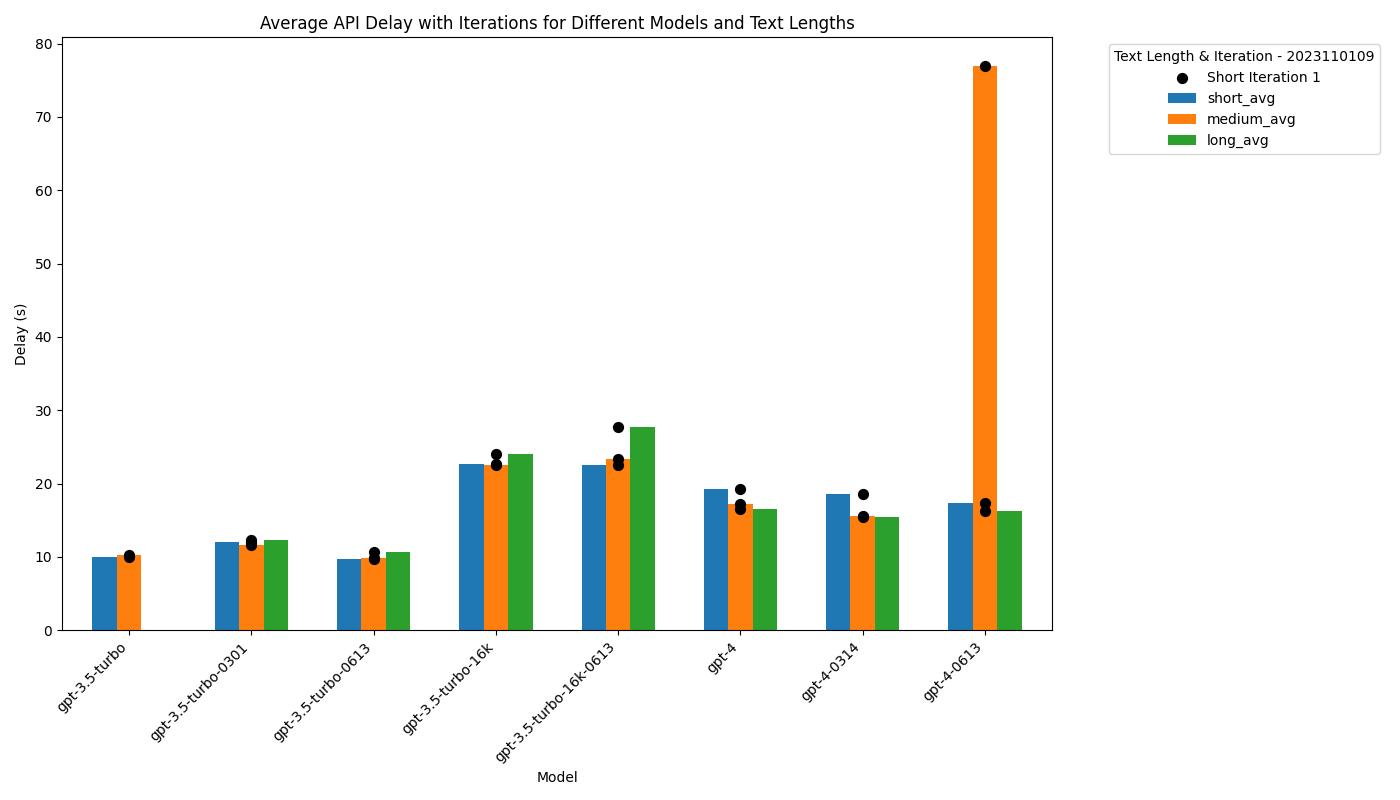 Average API Delay with Iterations for Different Models and Text Lengths
Text Length & Iteration - 2023110109
Short Iteration 1
short_avg
medium_avg
long_avg
Delay (s)
80
70
60
50
40
30
20
10
0
gpt-3.5-turbo
gpt-3.5-turbo-0301
gpt-3.5-turbo-0613
gpt-3.5-turbo-16k
gpt-3.5-turbo-16k-0613
gpt-4
gpt-4-0314
gpt-4-0613
Model